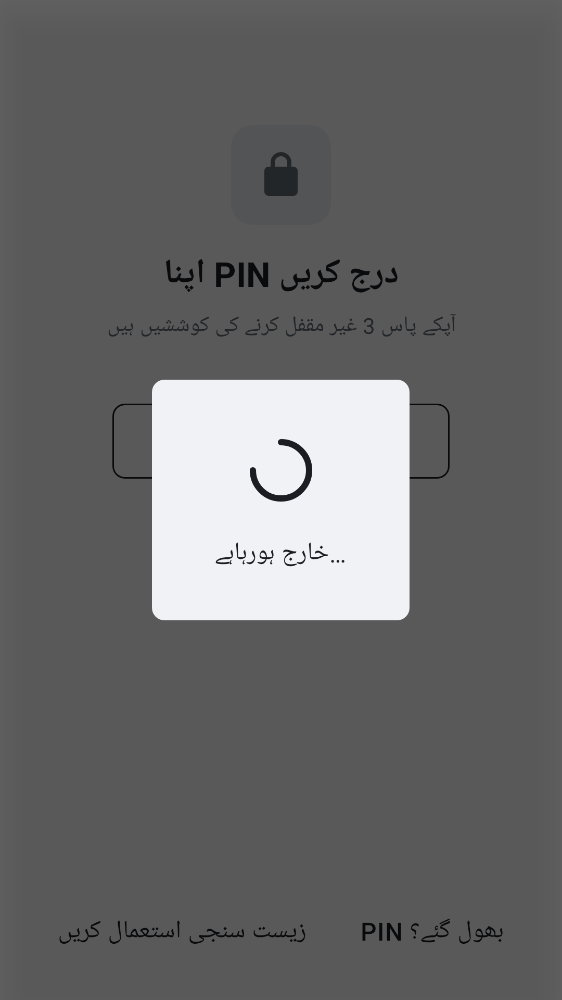 اپنا PIN درج کریں
آپکے پاس 3 غیر مقفل کرنے کی کوششیں ہیں
خارج ہورہاہے...
PIN بھول گئے؟
زیست سنجی استعمال کریں